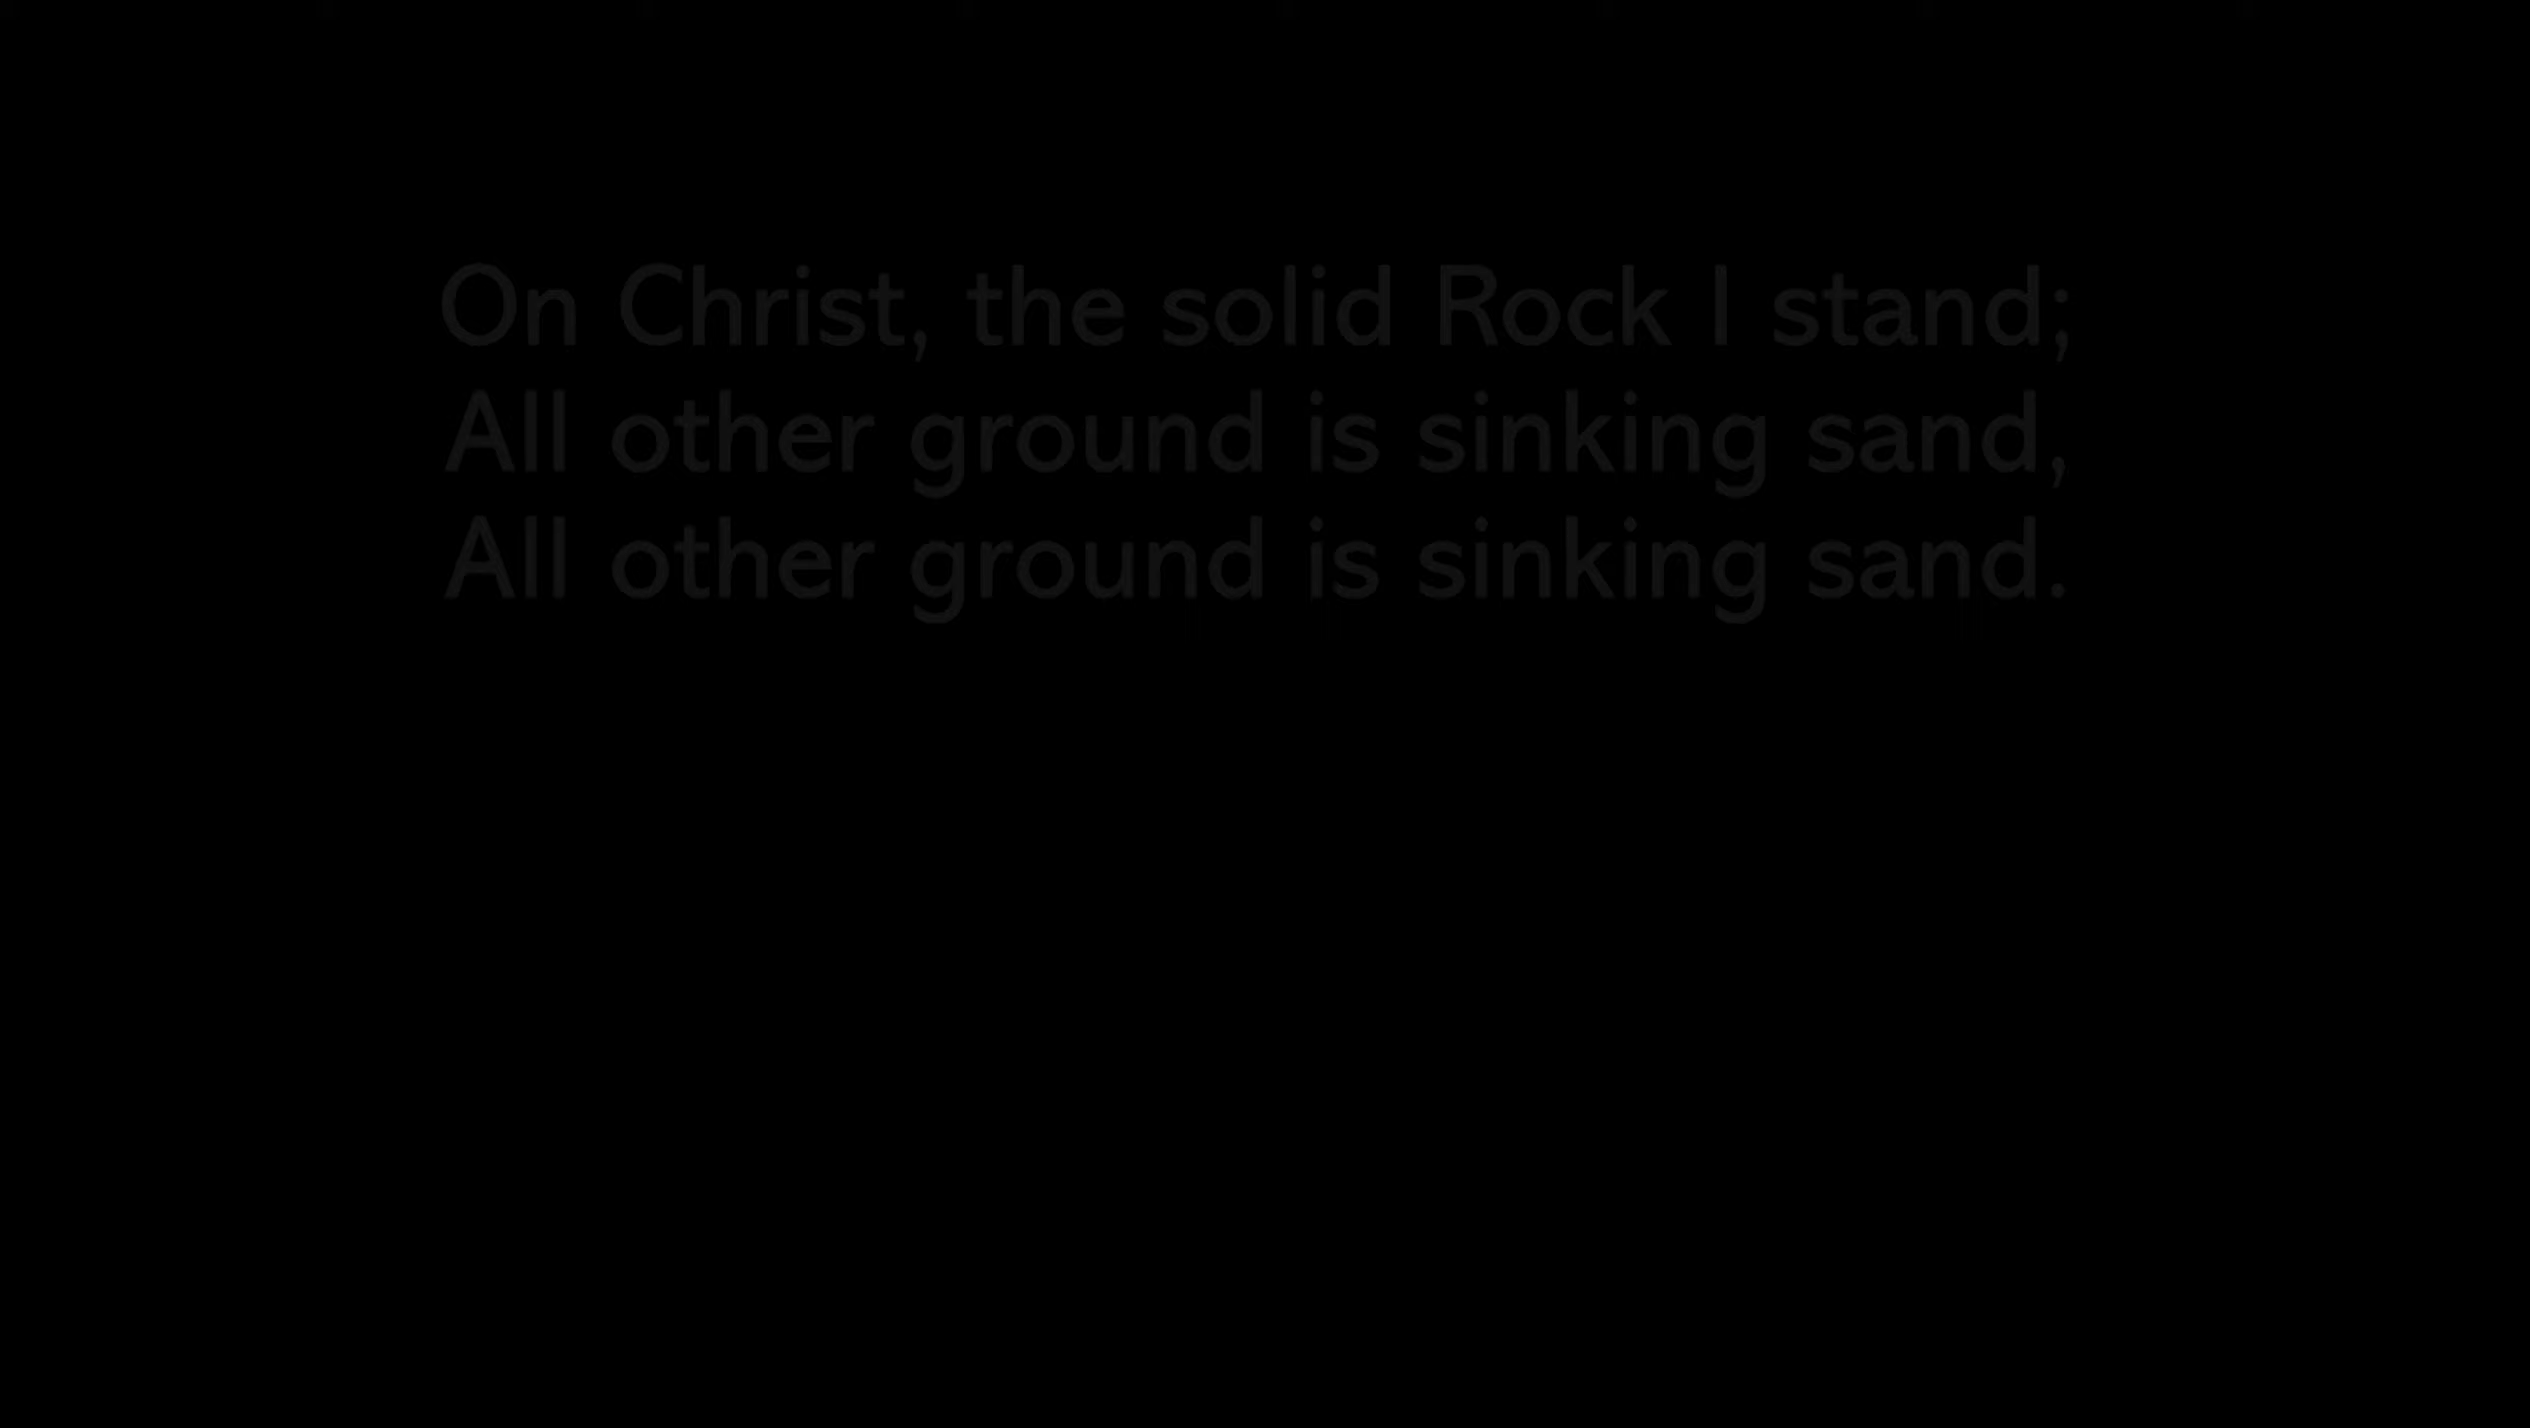 On Christ, the solid Rock I stand;
All other ground is sinking sand,
All other ground is sinking sand.